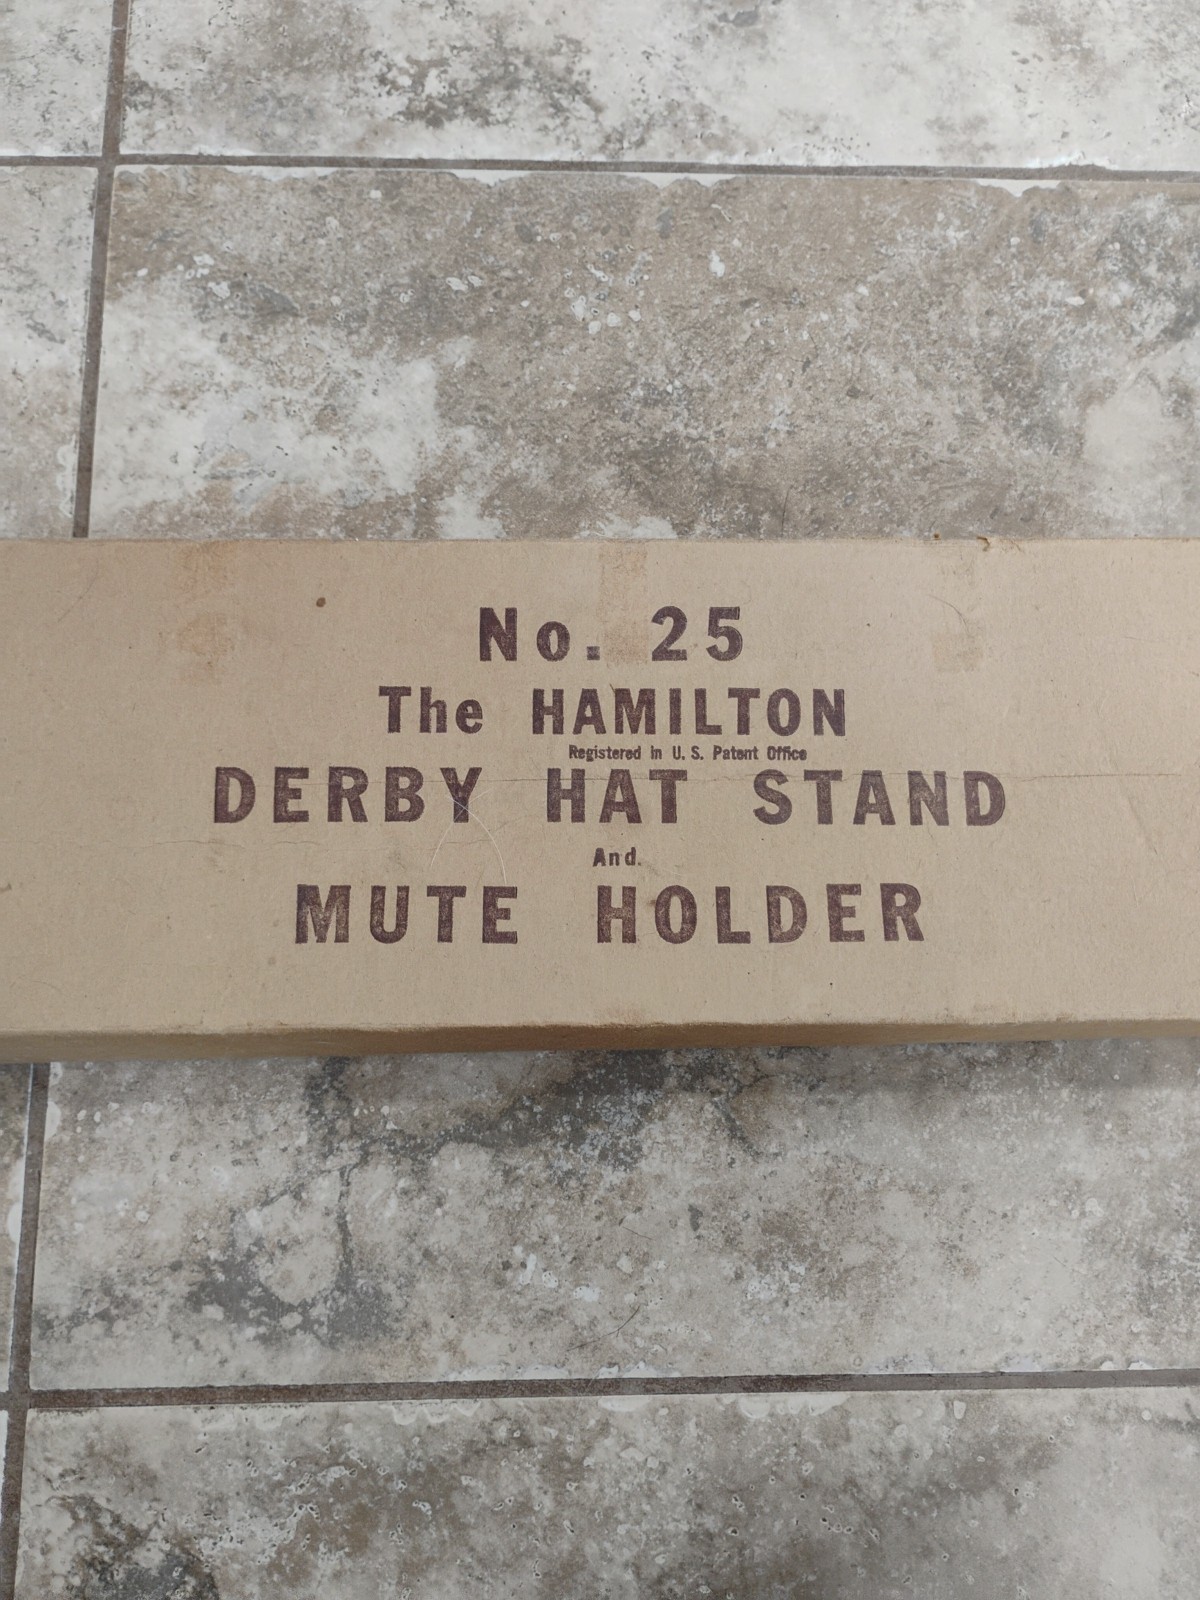 No. 25
The HAMILTON
Registered in U. S. Patent Office
DERBY HAT STAND
And
MUTE HOLDER